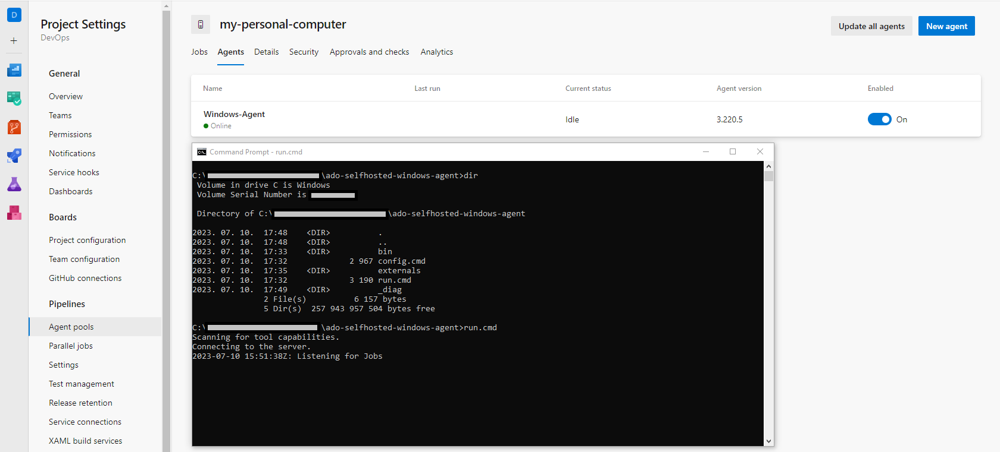 D
Project Settings
DevOps
General
Overview
Teams
Permissions
Notifications
Service hooks
Dashboards
Boards
Project configuration
Team configuration
GitHub connections
Pipelines
Agent pools
Parallel jobs
Settings
Test management
Release retention
Service connections
XAML build services
my-personal-computer
Update all agents
New agent
Jobs Agents Details Security Approvals and checks Analytics
Name Last run Current status Agent version Enabled
Windows-Agent
Online
Idle 3.220.5 On
C:\. Command Prompt - run.cmd
C:\ \ado-selfhosted-windows-agent>dir
Volume in drive C is Windows
Volume Serial Number is
Directory of C:\ \ado-selfhosted-windows-agent
2023. 07. 10. 17:48 <DIR> .
2023. 07. 10. 17:48 <DIR> ..
2023. 07. 10. 17:33 <DIR> bin
2023. 07. 10. 17:32 2 967 config.cmd
2023. 07. 10. 17:35 <DIR> externals
2023. 07. 10. 17:32 3 190 run.cmd
2023. 07. 10. 17:49 <DIR> _diag
2 File(s) 6 157 bytes
5 Dir(s) 257 943 957 504 bytes free
C:\ \ado-selfhosted-windows-agent>run.cmd
Scanning for tool capabilities.
Connecting to the server.
2023-07-10 15:51:38Z: Listening for Jobs